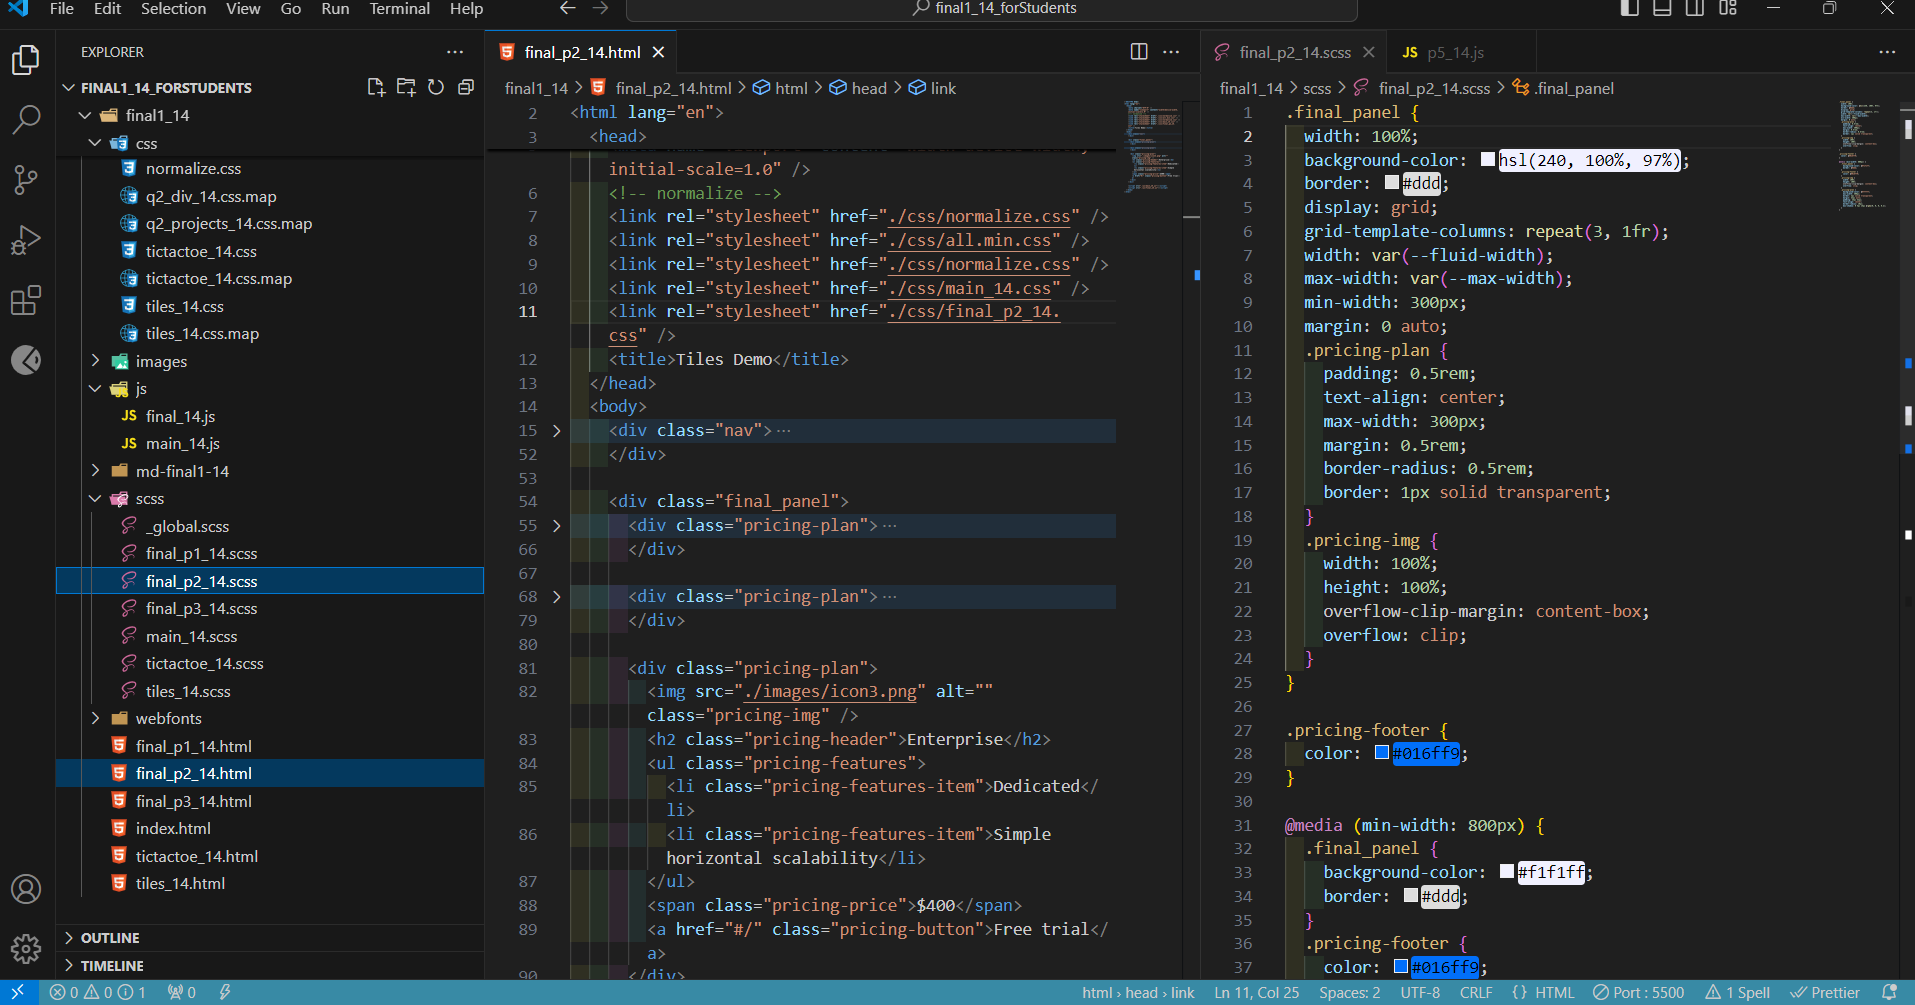 File Edit Selection View Go Run Terminal Help
final1_14_forStudents
EXPLORER
FINAL1_14_FORSTUDENTS
final1_14
css
normalize.css
q2_div_14.css.map
q2_projects_14.css.map
tictactoe_14.css
tictactoe_14.css.map
tiles_14.css
tiles_14.css.map
images
js
JS final_14.js
JS main_14.js
md-final1-14
scss
_global.scss
final_p1_14.scss
final_p2_14.scss
final_p3_14.scss
main_14.scss
tictactoe_14.scss
tiles_14.scss
webfonts
final_p1_14.html
final_p2_14.html
final_p3_14.html
index.html
tictactoe_14.html
tiles_14.html
OUTLINE
TIMELINE
final_p2_14.html
final1_14 > final_p2_14.html > html > head > link
2 <html lang="en">
3 <head>
initial-scale=1.0" />
6 <!-- normalize -->
7 <link rel="stylesheet" href="./css/normalize.css" />
8 <link rel="stylesheet" href="./css/all.min.css" />
9 <link rel="stylesheet" href="./css/normalize.css" />
10 <link rel="stylesheet" href="./css/main_14.css" />
11 <link rel="stylesheet" href="./css/final_p2_14.
css" />
12 <title>Tiles Demo</title>
13 </head>
14 <body>
15 <div class="nav">···
52 </div>
53
54 <div class="final_panel">
55 <div class="pricing-plan">···
66 </div>
67
68 <div class="pricing-plan">···
79 </div>
80
81 <div class="pricing-plan">
82 <img src="./images/icon3.png" alt=""
class="pricing-img" />
83 <h2 class="pricing-header">Enterprise</h2>
84 <ul class="pricing-features">
85 <li class="pricing-features-item">Dedicated</
li>
86 <li class="pricing-features-item">Simple
horizontal scalability</li>
87 </ul>
88 <span class="pricing-price">$400</span>
89 <a href="#/" class="pricing-button">Free trial</
a>
90 </div>
final_p2_14.scss
JS p5_14.js
final1_14 > scss > final_p2_14.scss > .final_panel
1 .final_panel {
2 width: 100%;
3 background-color: hsl(240, 100%, 97%);
4 border: #ddd;
5 display: grid;
6 grid-template-columns: repeat(3, 1fr);
7 width: var(--fluid-width);
8 max-width: var(--max-width);
9 min-width: 300px;
10 margin: 0 auto;
11 .pricing-plan {
12 padding: 0.5rem;
13 text-align: center;
14 max-width: 300px;
15 margin: 0.5rem;
16 border-radius: 0.5rem;
17 border: 1px solid transparent;
18 }
19 .pricing-img {
20 width: 100%;
21 height: 100%;
22 overflow-clip-margin: content-box;
23 overflow: clip;
24 }
25 }
26
27 .pricing-footer {
28 color: #016ff9;
29 }
30
31 @media (min-width: 800px) {
32 .final_panel {
33 background-color: #f1f1ff;
34 border: #ddd;
35 }
36 .pricing-footer {
37 color: #016ff9;
0 0 1 0
html > head > link Ln 11, Col 25 Spaces: 2 UTF-8 CRLF {} HTML Port : 5500 1 Spell Prettier